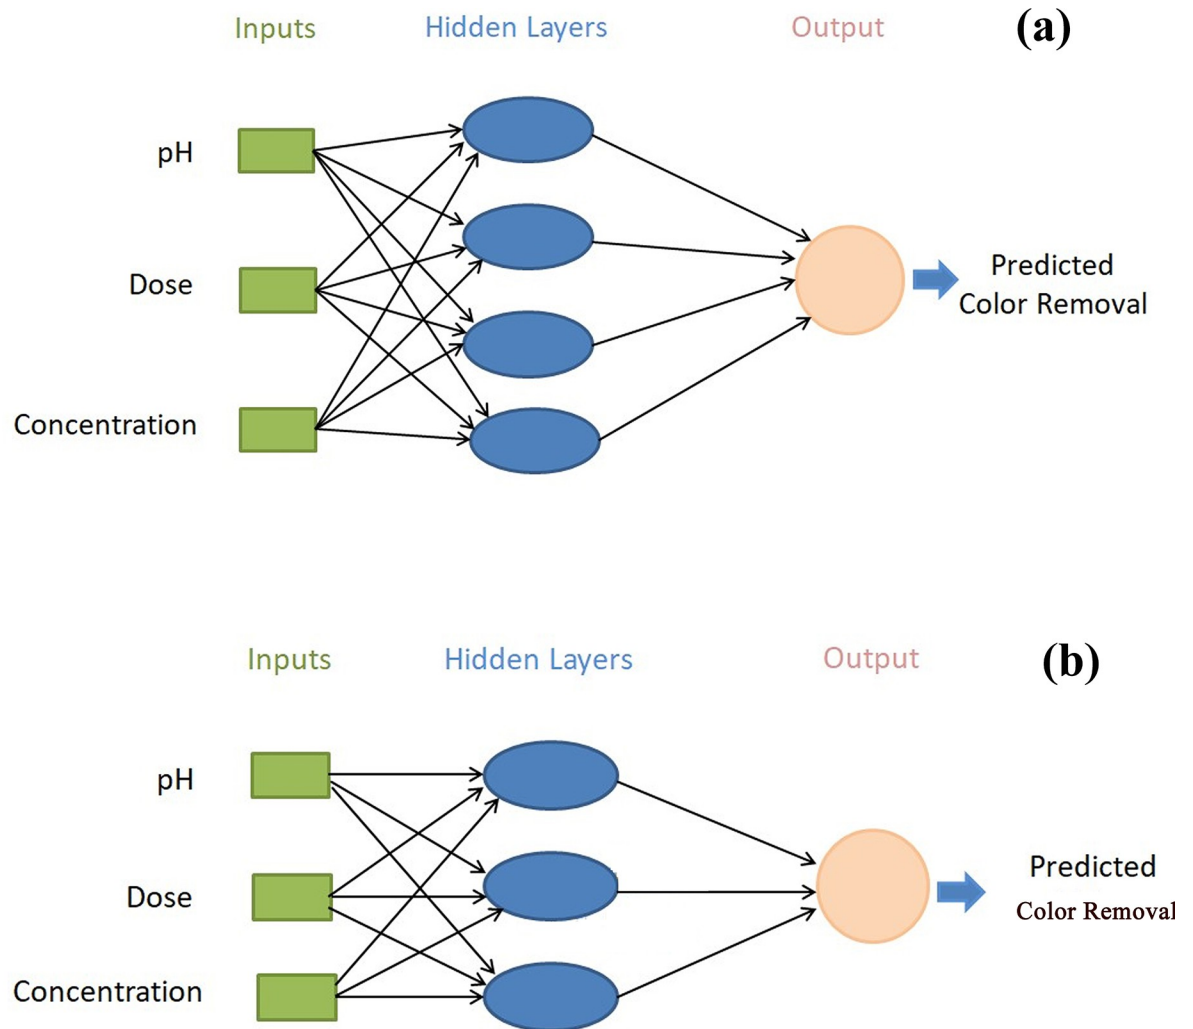 Inputs
Hidden Layers
Output
(a)
pH
Dose
Predicted
Color Removal
Concentration
Inputs
Hidden Layers
Output
(b)
pH
Dose
Predicted
Color Removal
Concentration